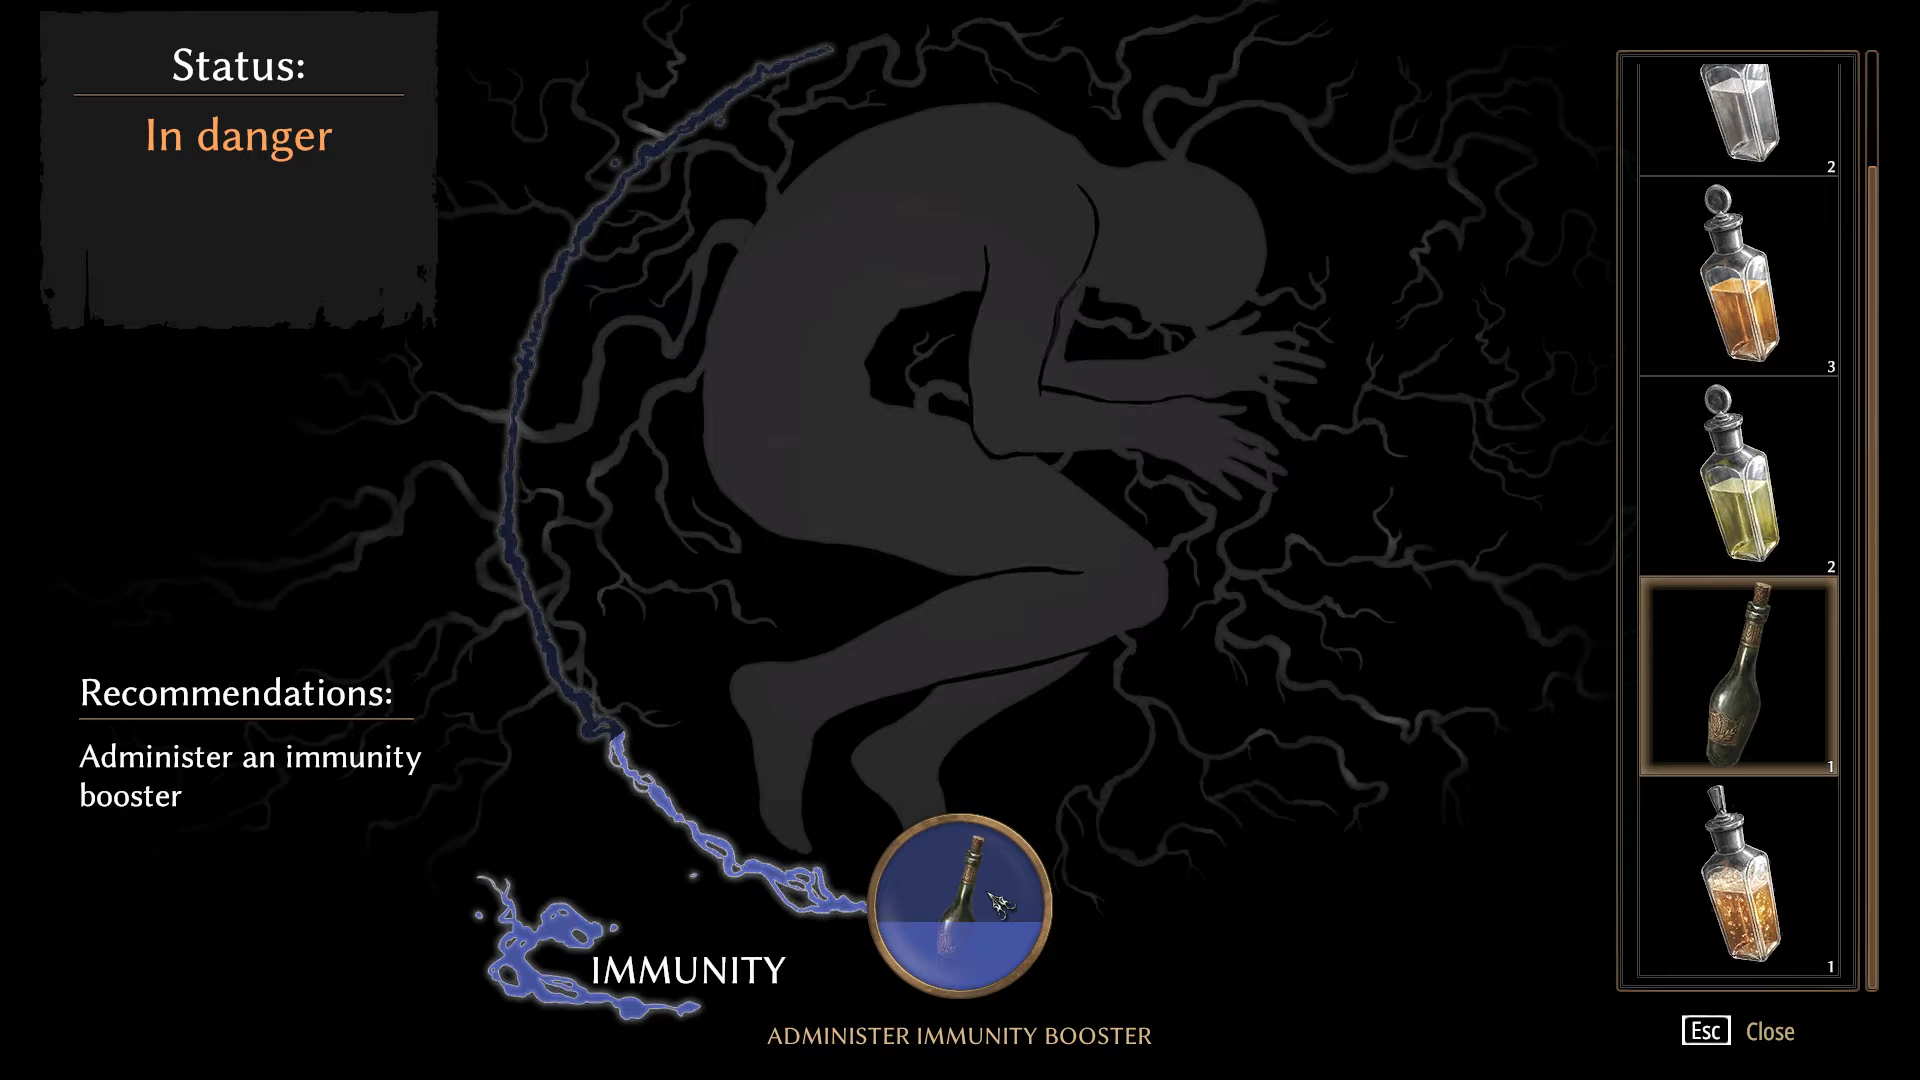 Status:
In danger
2
3
2
1
1
Recommendations:
Administer an immunity
booster
IMMUNITY
ADMINISTER IMMUNITY BOOSTER
Esc Close